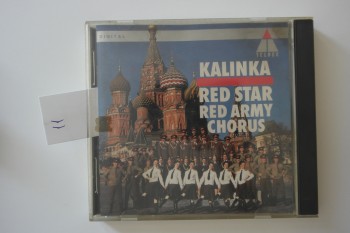 KALINKA
RED STAR
RED ARMY
CHORUS